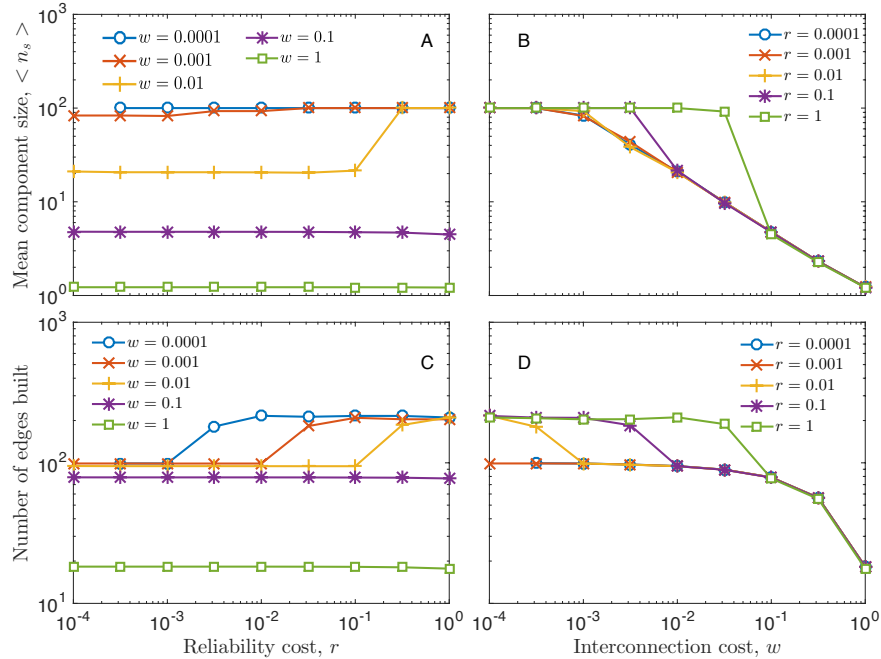 10^3
Mean component size, < n_s >
w = 0.0001
w = 0.001
w = 0.01
w = 0.1
w = 1
A
10^2
10^1
10^0
B
r = 0.0001
r = 0.001
r = 0.01
r = 0.1
r = 1
10^3
Number of edges built
w = 0.0001
w = 0.001
w = 0.01
w = 0.1
w = 1
C
10^2
10^1
10^-4
10^-3
10^-2
10^-1
10^0
Reliability cost, r
D
r = 0.0001
r = 0.001
r = 0.01
r = 0.1
r = 1
10^-4
10^-3
10^-2
10^-1
10^0
Interconnection cost, w